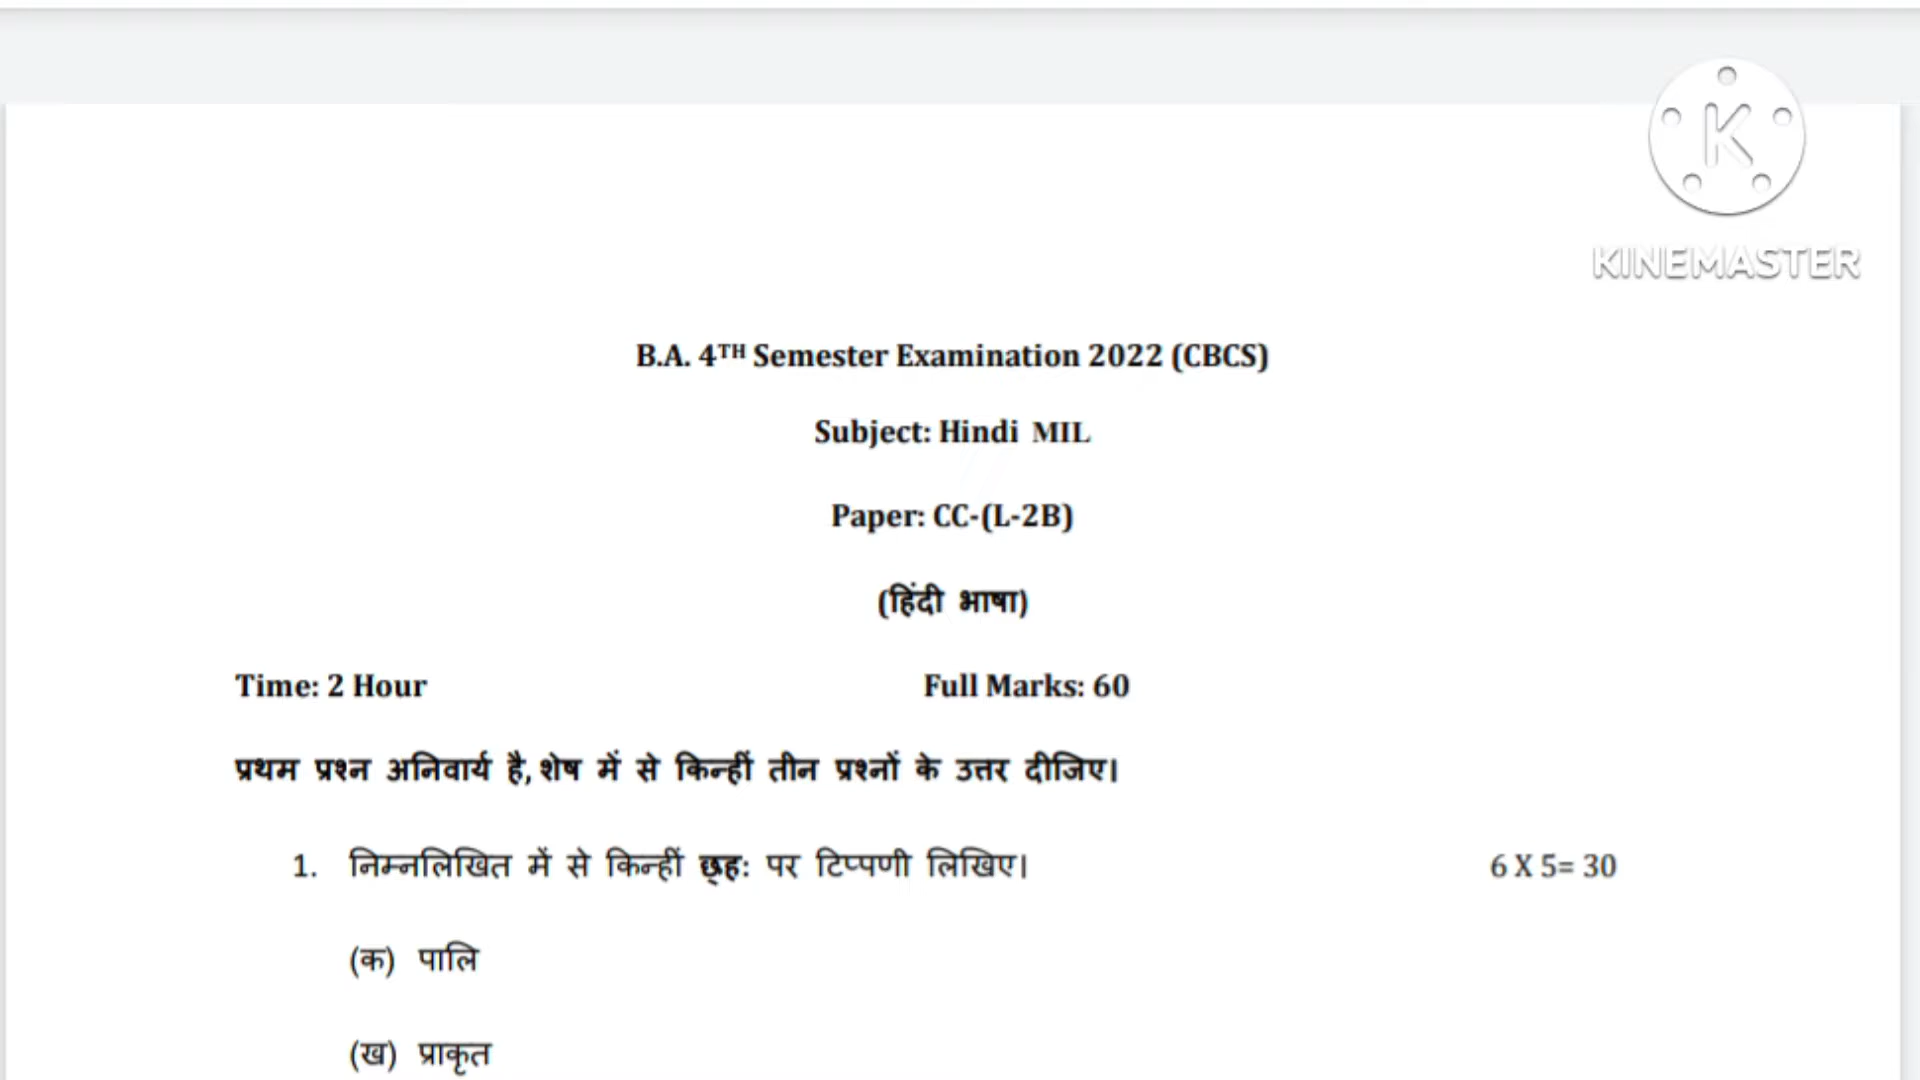 K
KINEMASTER
B.A. 4TH Semester Examination 2022 (CBCS)
Subject: Hindi MIL
Paper: CC-(L-2B)
(हिंदी भाषा)
Time: 2 Hour Full Marks: 60
प्रथम प्रश्न अनिवार्य है, शेष में से किन्हीं तीन प्रश्नों के उत्तर दीजिए।
1. निम्नलिखित में से किन्हीं छ्ह: पर टिप्पणी लिखिए। 6 X 5= 30
(क) पालि
(ख) प्राकृत